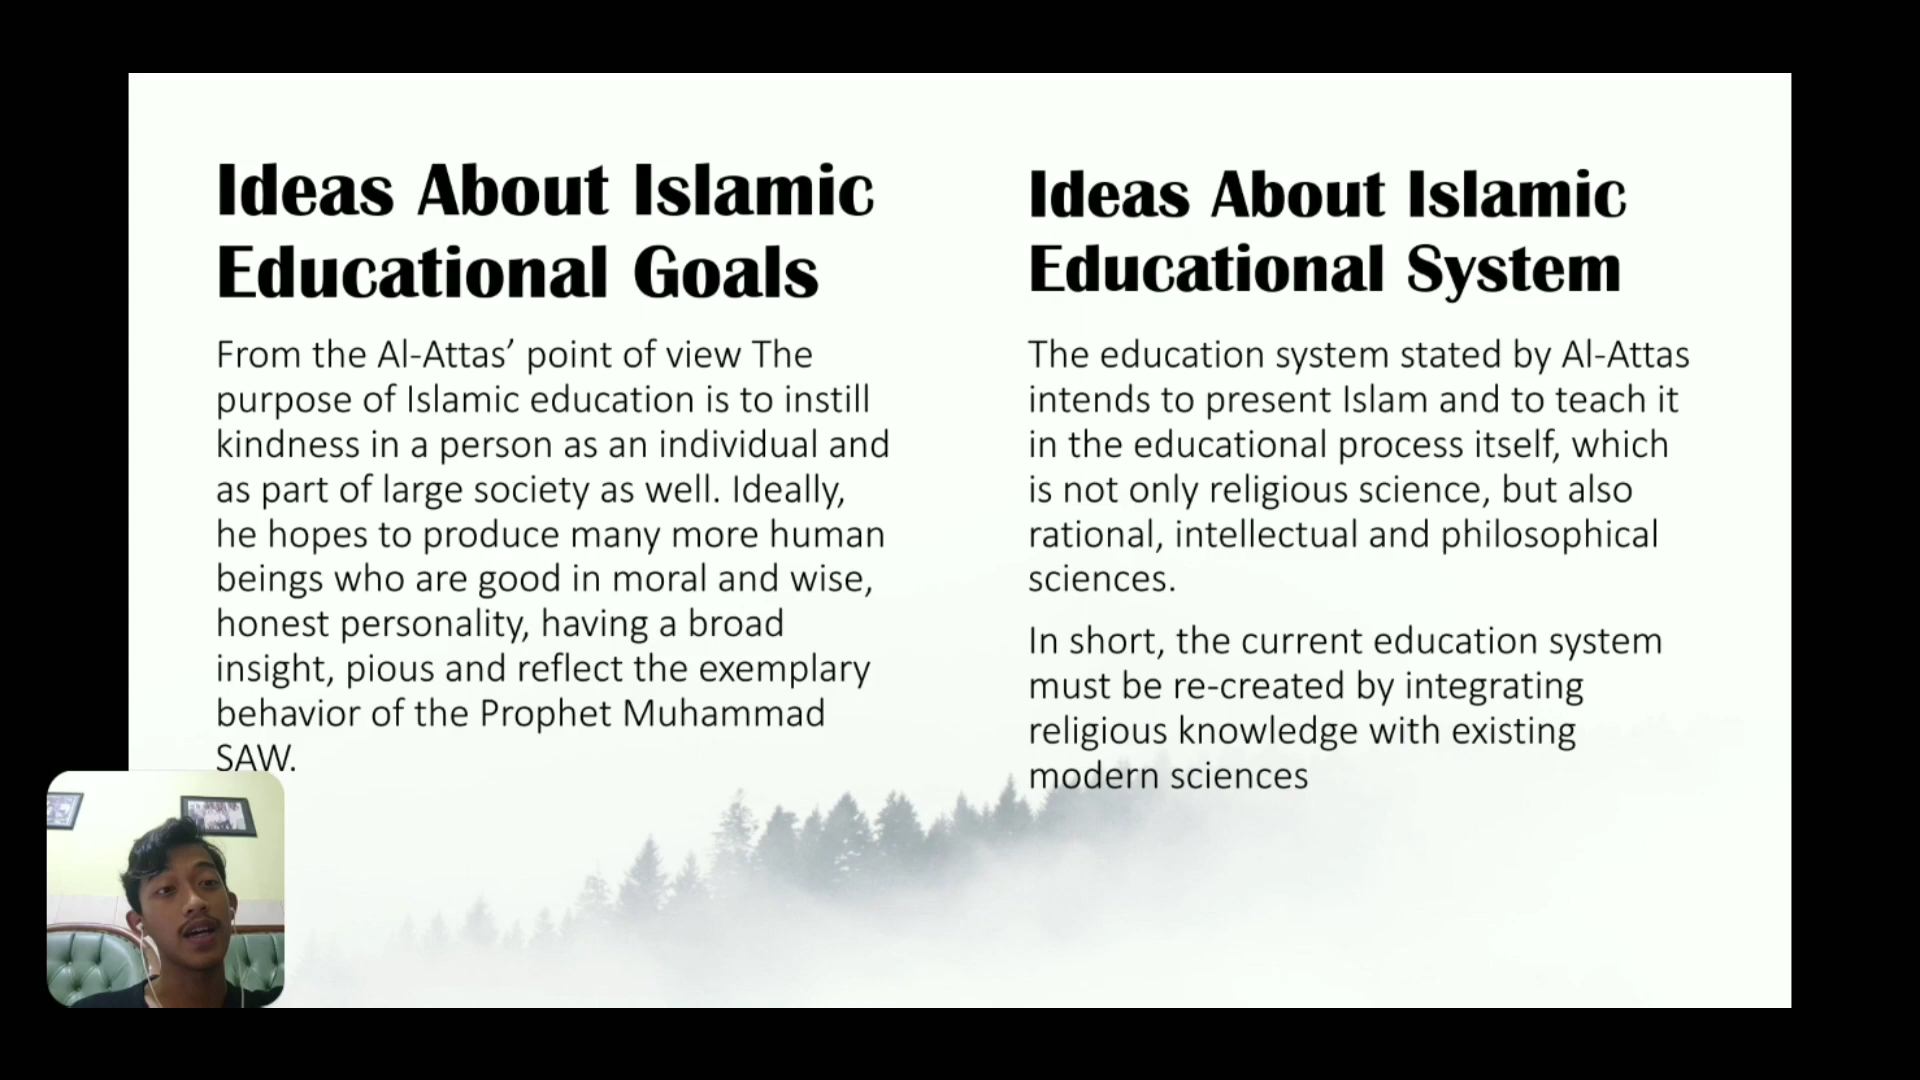 Ideas About Islamic
Educational Goals
From the Al-Attas’ point of view The
purpose of Islamic education is to instill
kindness in a person as an individual and
as part of large society as well. Ideally,
he hopes to produce many more human
beings who are good in moral and wise,
honest personality, having a broad
insight, pious and reflect the exemplary
behavior of the Prophet Muhammad
SAW.
Ideas About Islamic
Educational System
The education system stated by Al-Attas
intends to present Islam and to teach it
in the educational process itself, which
is not only religious science, but also
rational, intellectual and philosophical
sciences.
In short, the current education system
must be re-created by integrating
religious knowledge with existing
modern sciences